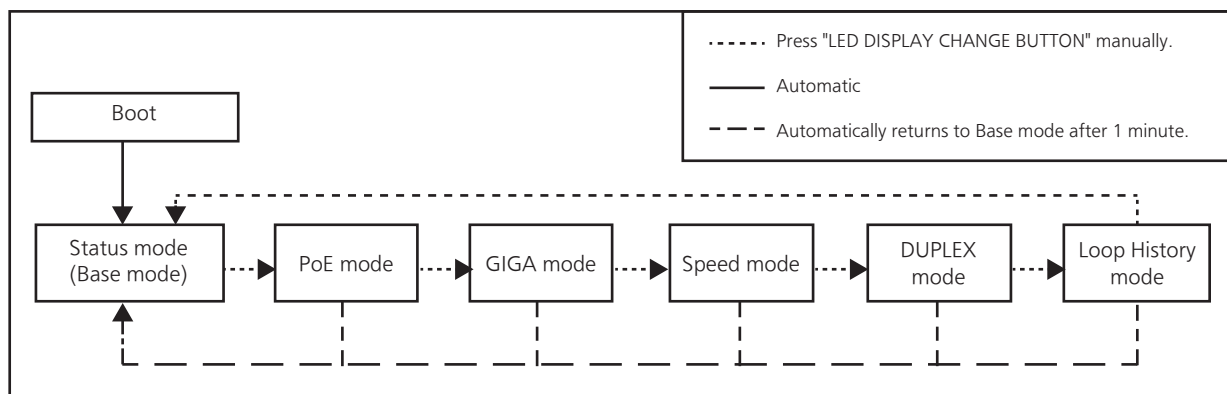 Press "LED DISPLAY CHANGE BUTTON" manually.
Automatic
Automatically returns to Base mode after 1 minute.
Boot
Status mode
(Base mode)
PoE mode
GIGA mode
Speed mode
DUPLEX
mode
Loop History
mode